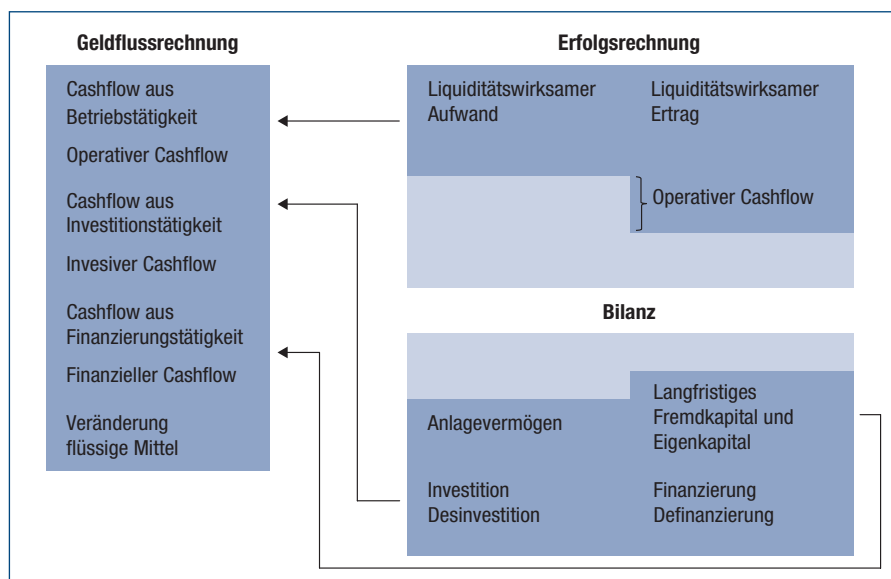 Geldflussrechnung
Cashflow aus
Betriebstätigkeit
Operativer Cashflow
Cashflow aus
Investitionstätigkeit
Invesiver Cashflow
Cashflow aus
Finanzierungstätigkeit
Finanzieller Cashflow
Veränderung
flüssige Mittel
Erfolgsrechnung
Liquiditätswirksamer
Aufwand
Liquiditätswirksamer
Ertrag
Operativer Cashflow
Bilanz
Anlagevermögen
Investition
Desinvestition
Langfristiges
Fremdkapital und
Eigenkapital
Finanzierung
Definanzierung